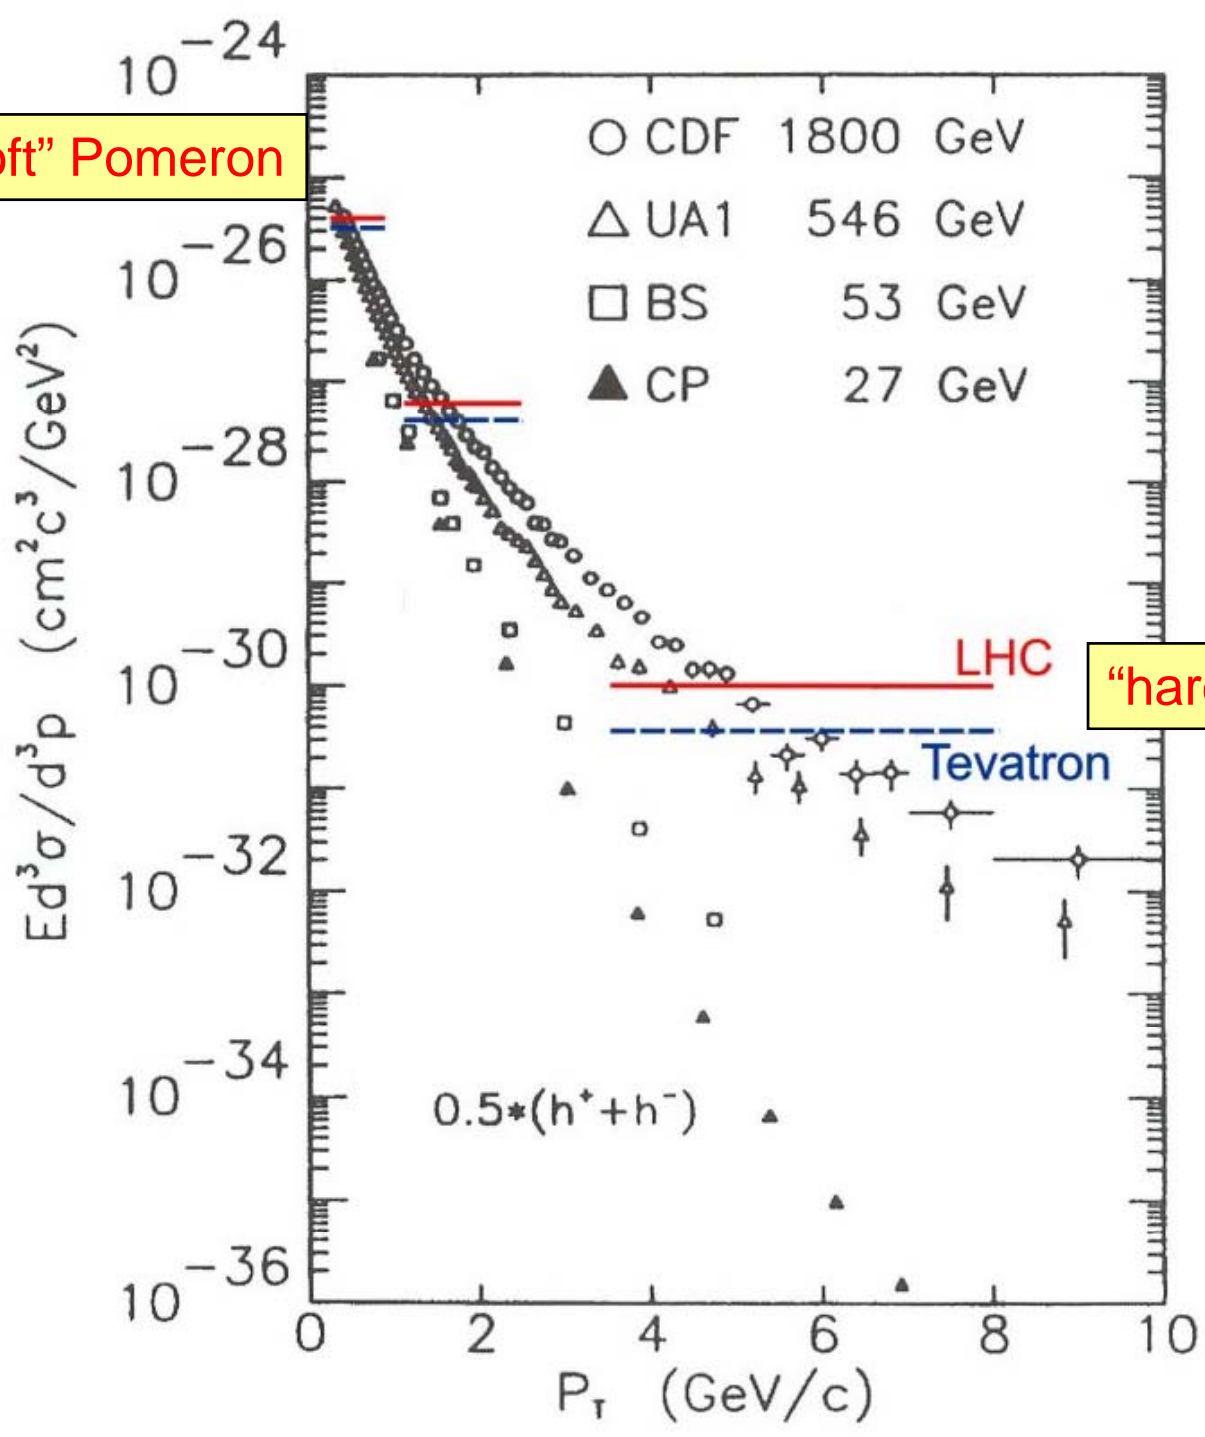 10−24
oft” Pomeron
10−26
10−28
10−30
10−32
10−34
10−36
Ed³σ/d³p (cm²c³/GeV²)
○ CDF 1800 GeV
△ UA1 546 GeV
□ BS 53 GeV
▲ CP 27 GeV
LHC
“har
Tevatron
0.5*(h⁺+h⁻)
0 2 4 6 8 10
P_T (GeV/c)